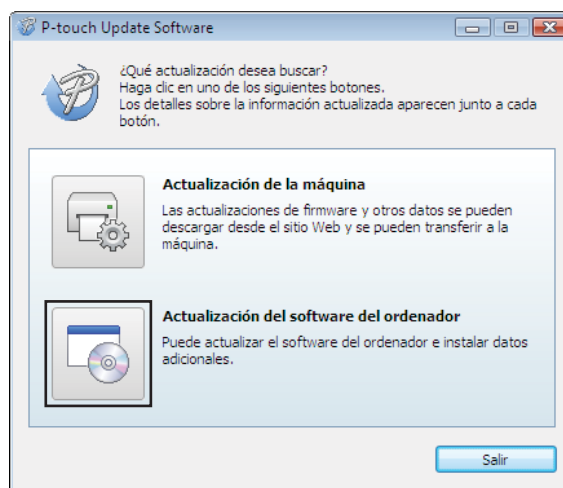 P-touch Update Software
¿Qué actualización desea buscar?
Haga clic en uno de los siguientes botones.
Los detalles sobre la información actualizada aparecen junto a cada
botón.
Actualización de la máquina
Las actualizaciones de firmware y otros datos se pueden
descargar desde el sitio Web y se pueden transferir a la
máquina.
Actualización del software del ordenador
Puede actualizar el software del ordenador e instalar datos
adicionales.
Salir